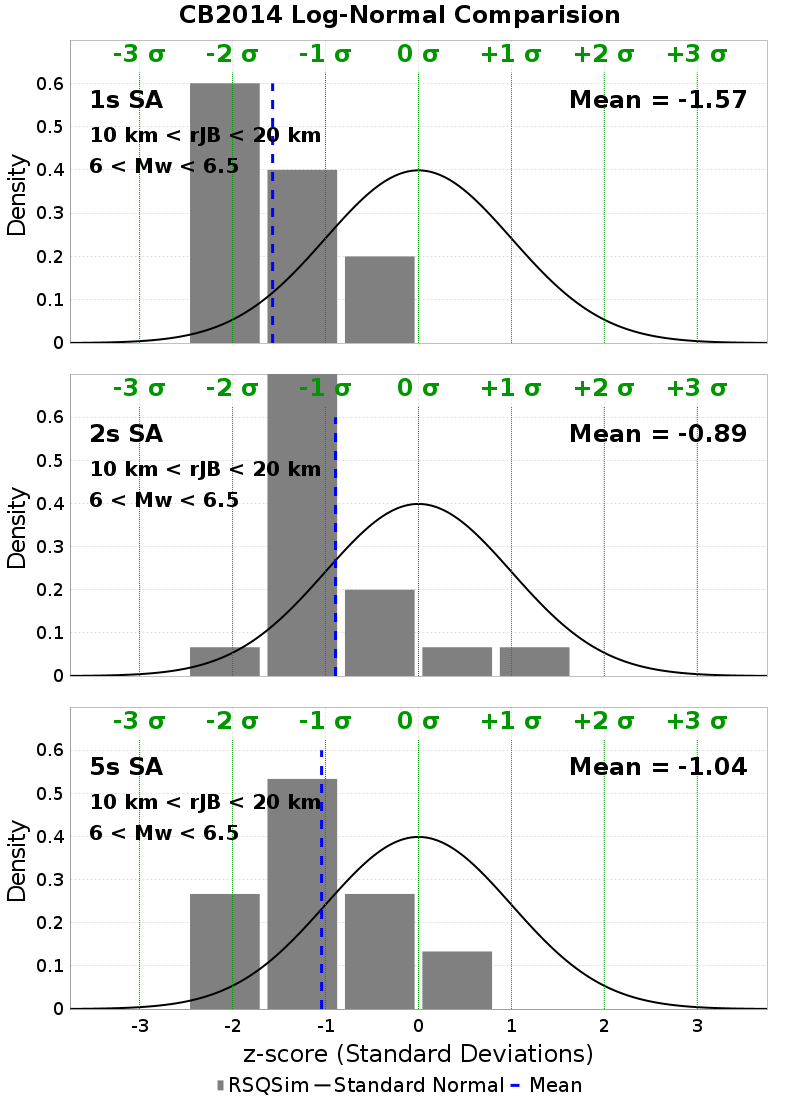 CB2014 Log-Normal Comparision
-3 σ -2 σ -1 σ 0 σ +1 σ +2 σ +3 σ
1s SA
Mean = -1.57
10 km < rJB < 20 km
6 < Mw < 6.5
0.6
0.5
0.4
0.3
0.2
0.1
0
Density
-3 σ -2 σ -1 σ 0 σ +1 σ +2 σ +3 σ
2s SA
Mean = -0.89
10 km < rJB < 20 km
6 < Mw < 6.5
0.6
0.5
0.4
0.3
0.2
0.1
0
Density
-3 σ -2 σ -1 σ 0 σ +1 σ +2 σ +3 σ
5s SA
Mean = -1.04
10 km < rJB < 20 km
6 < Mw < 6.5
0.6
0.5
0.4
0.3
0.2
0.1
0
Density
-3 -2 -1 0 1 2 3
z-score (Standard Deviations)
RSQSim Standard Normal Mean